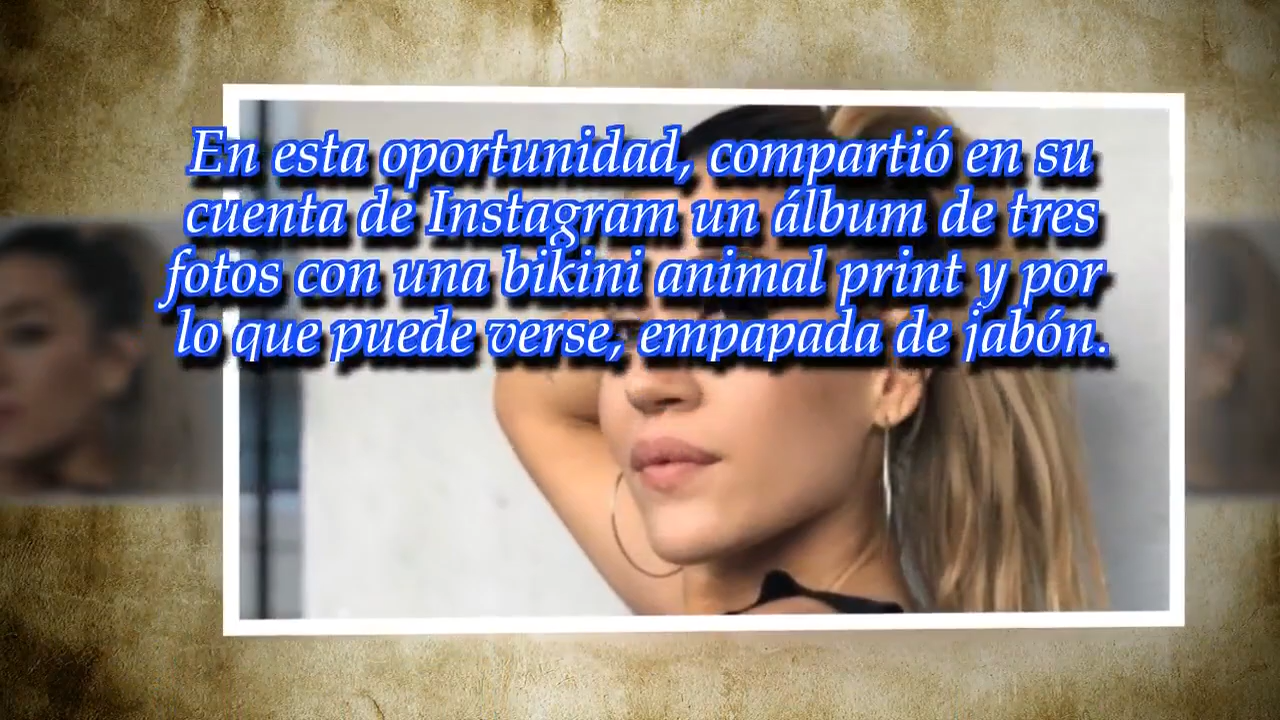 En esta oportunidad, compartió en su
cuenta de Instagram un álbum de tres
fotos con una bikini animal print y por
lo que puede verse, empapada de jabón.